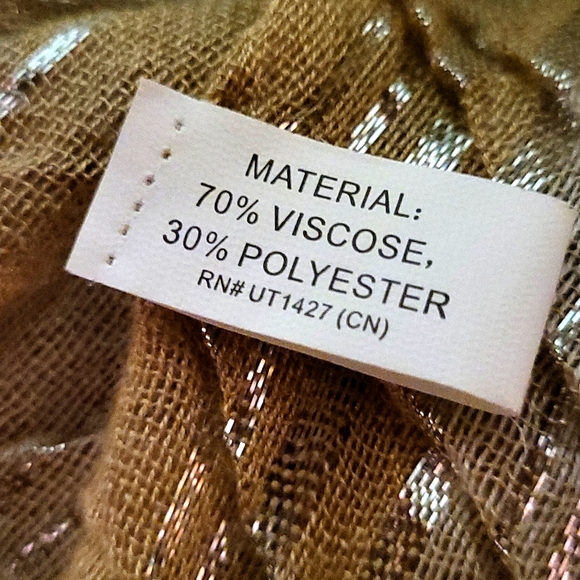 MATERIAL:
70% VISCOSE,
30% POLYESTER
RN# UT1427 (CN)